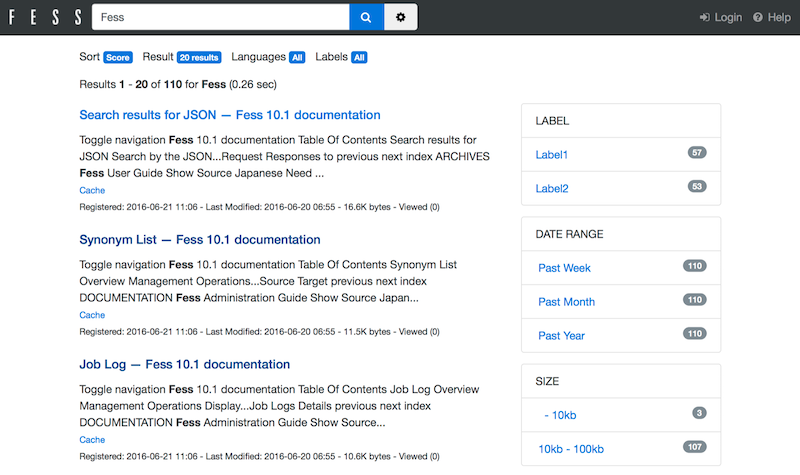 FESS Fess Login Help
Sort Score Result 20 results Languages All Labels All
Results 1 - 20 of 110 for Fess (0.26 sec)
Search results for JSON — Fess 10.1 documentation
Toggle navigation Fess 10.1 documentation Table Of Contents Search results for
JSON Search by the JSON...Request Responses to previous next index ARCHIVES
Fess User Guide Show Source Japanese Need ...
Cache
Registered: 2016-06-21 11:06 - Last Modified: 2016-06-20 06:55 - 16.6K bytes - Viewed (0)
Synonym List — Fess 10.1 documentation
Toggle navigation Fess 10.1 documentation Table Of Contents Synonym List
Overview Management Operations...Source Target previous next index
DOCUMENTATION Fess Administration Guide Show Source Japan...
Cache
Registered: 2016-06-21 11:06 - Last Modified: 2016-06-20 06:55 - 11.5K bytes - Viewed (0)
Job Log — Fess 10.1 documentation
Toggle navigation Fess 10.1 documentation Table Of Contents Job Log Overview
Management Operations Display...Job Logs Details previous next index
DOCUMENTATION Fess Administration Guide Show Source...
Cache
Registered: 2016-06-21 11:06 - Last Modified: 2016-06-20 06:55 - 10.6K bytes - Viewed (0)
LABEL
Label1 57
Label2 53
DATE RANGE
Past Week 110
Past Month 110
Past Year 110
SIZE
- 10kb 3
10kb - 100kb 107